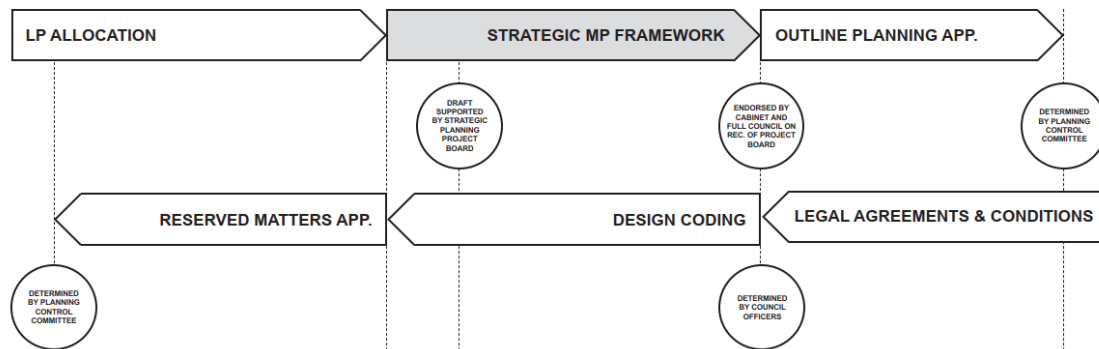 LP ALLOCATION
STRATEGIC MP FRAMEWORK
OUTLINE PLANNING APP.
DRAFT
SUPPORTED
BY STRATEGIC
PLANNING
PROJECT
BOARD
ENDORSED BY
CABINET AND
FULL COUNCIL ON
REC. OF PROJECT
BOARD
DETERMINED
BY PLANNING
CONTROL
COMMITTEE
RESERVED MATTERS APP.
DESIGN CODING
LEGAL AGREEMENTS & CONDITIONS
DETERMINED
BY PLANNING
CONTROL
COMMITTEE
DETERMINED
BY COUNCIL
OFFICERS